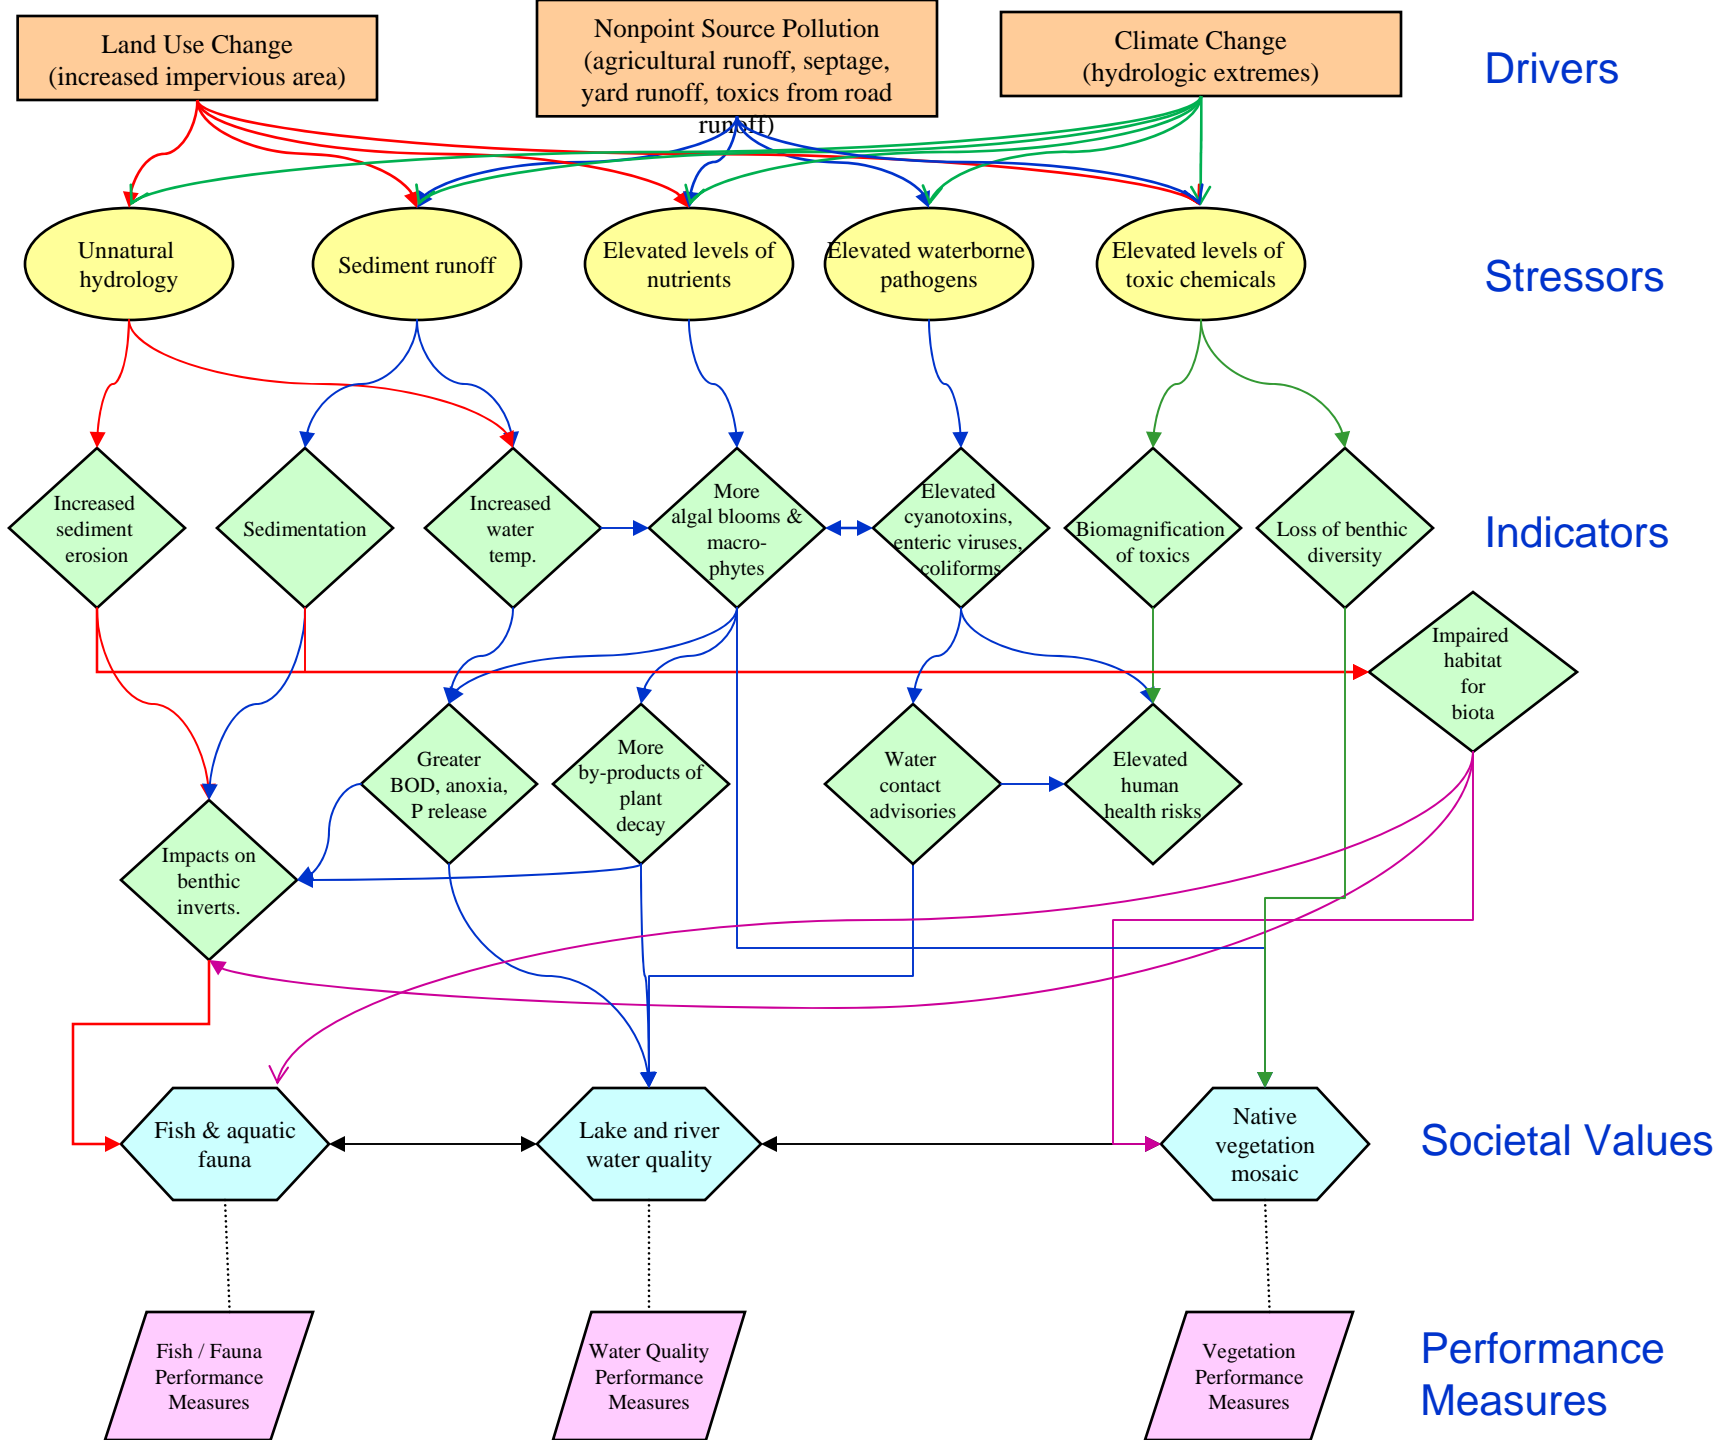 Land Use Change
(increased impervious area)
Nonpoint Source Pollution
(agricultural runoff, septage,
yard runoff, toxics from road
runoff)
Climate Change
(hydrologic extremes)
Drivers
Unnatural
hydrology
Sediment runoff
Elevated levels of
nutrients
Elevated waterborne
pathogens
Elevated levels of
toxic chemicals
Stressors
Increased
sediment
erosion
Sedimentation
Increased
water
temp.
More
algal blooms &
macro-
phytes
Elevated
cyanotoxins,
enteric viruses,
coliforms
Biomagnification
of toxics
Loss of benthic
diversity
Indicators
Impaired
habitat
for
biota
Greater
BOD, anoxia,
P release
More
by-products of
plant
decay
Water
contact
advisories
Elevated
human
health risks
Impacts on
benthic
inverts.
Fish & aquatic
fauna
Lake and river
water quality
Native
vegetation
mosaic
Societal Values
Fish / Fauna
Performance
Measures
Water Quality
Performance
Measures
Vegetation
Performance
Measures
Performance
Measures